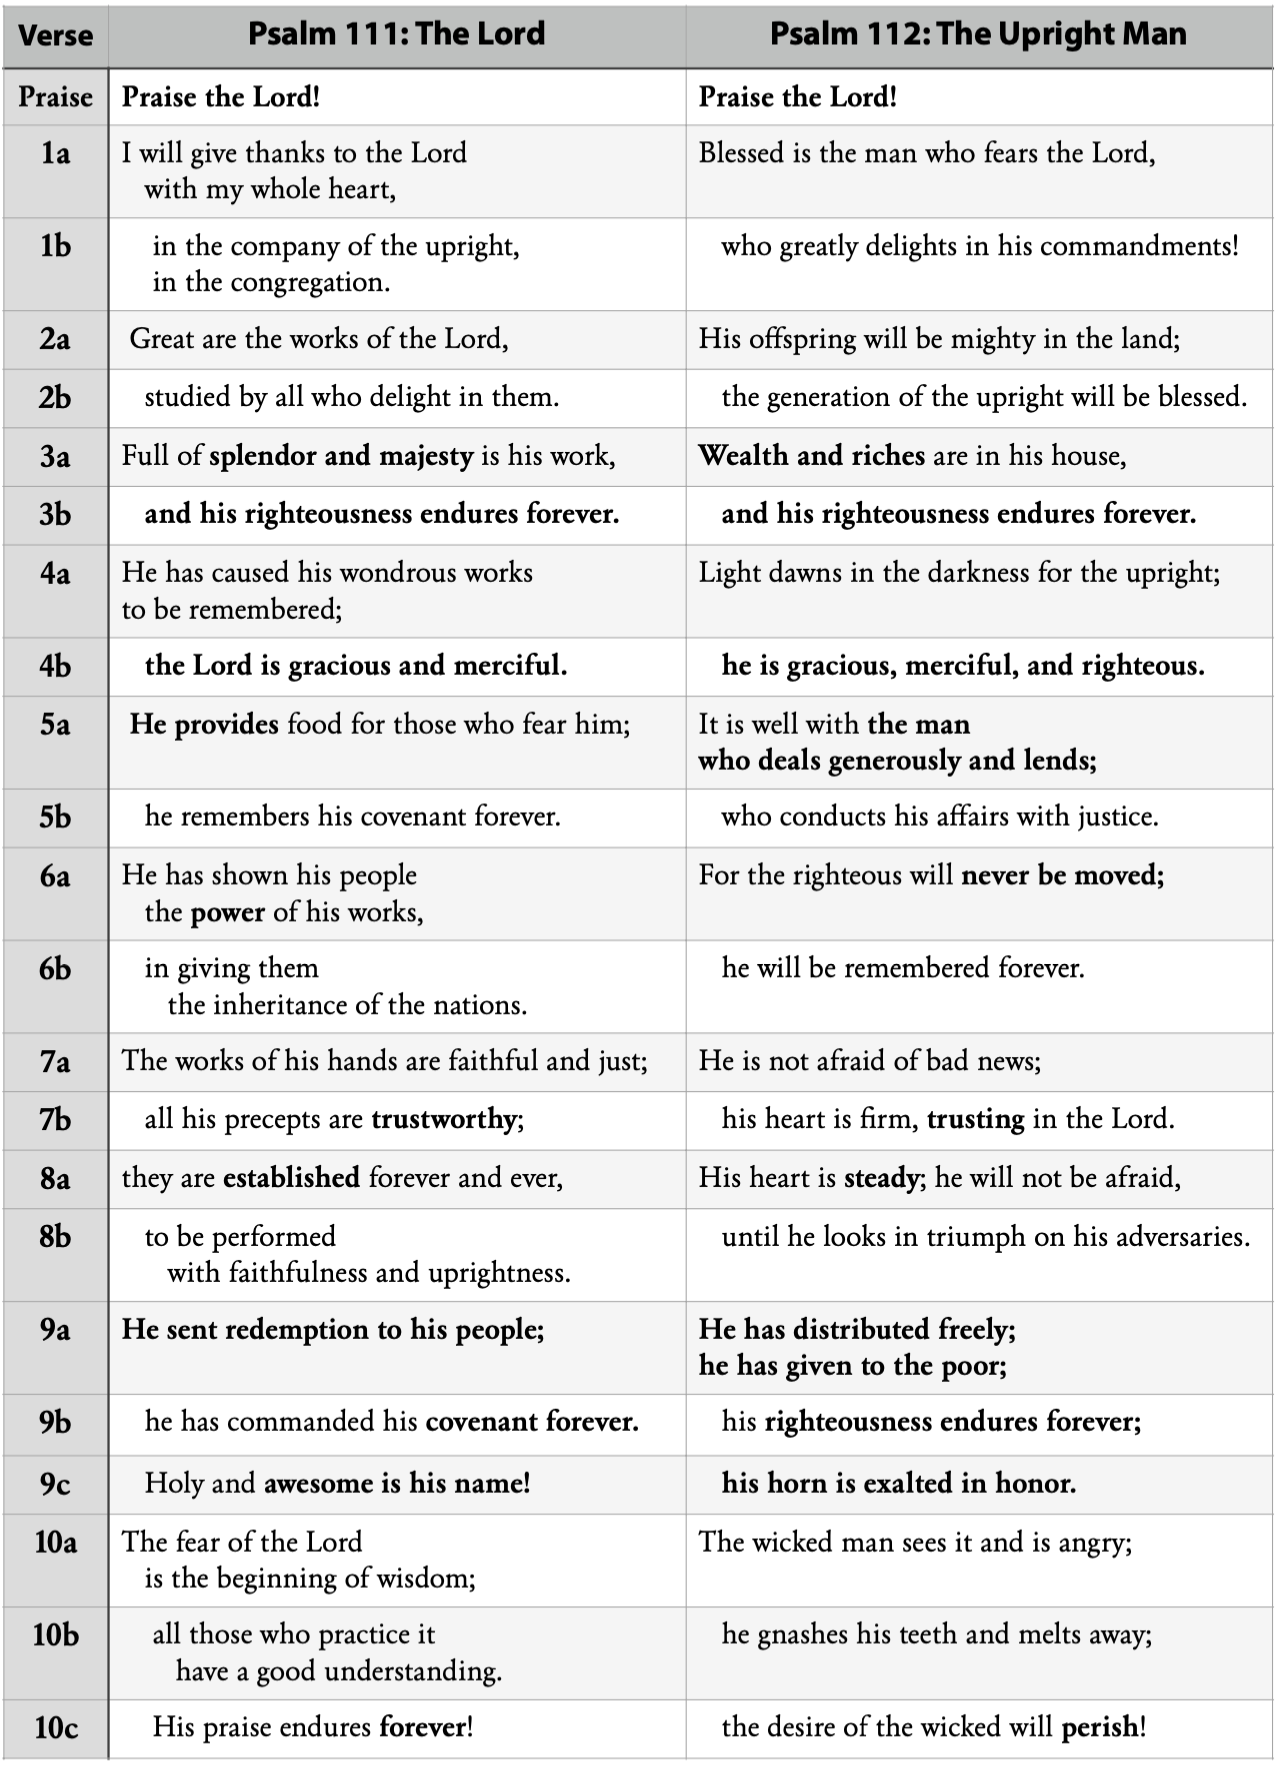 Verse Psalm 111: The Lord Psalm 112: The Upright Man
Praise Praise the Lord! Praise the Lord!
1a I will give thanks to the Lord Blessed is the man who fears the Lord,
with my whole heart,
1b in the company of the upright, who greatly delights in his commandments!
in the congregation.
2a Great are the works of the Lord, His offspring will be mighty in the land;
2b studied by all who delight in them. the generation of the upright will be blessed.
3a Full of splendor and majesty is his work, Wealth and riches are in his house,
3b and his righteousness endures forever. and his righteousness endures forever.
4a He has caused his wondrous works Light dawns in the darkness for the upright;
to be remembered;
4b the Lord is gracious and merciful. he is gracious, merciful, and righteous.
5a He provides food for those who fear him; It is well with the man
who deals generously and lends;
5b he remembers his covenant forever. who conducts his affairs with justice.
6a He has shown his people For the righteous will never be moved;
the power of his works,
6b in giving them he will be remembered forever.
the inheritance of the nations.
7a The works of his hands are faithful and just; He is not afraid of bad news;
7b all his precepts are trustworthy; his heart is firm, trusting in the Lord.
8a they are established forever and ever, His heart is steady; he will not be afraid,
8b to be performed until he looks in triumph on his adversaries.
with faithfulness and uprightness.
9a He sent redemption to his people; He has distributed freely;
he has given to the poor;
9b he has commanded his covenant forever. his righteousness endures forever;
9c Holy and awesome is his name! his horn is exalted in honor.
10a The fear of the Lord The wicked man sees it and is angry;
is the beginning of wisdom;
10b all those who practice it he gnashes his teeth and melts away;
have a good understanding.
10c His praise endures forever! the desire of the wicked will perish!